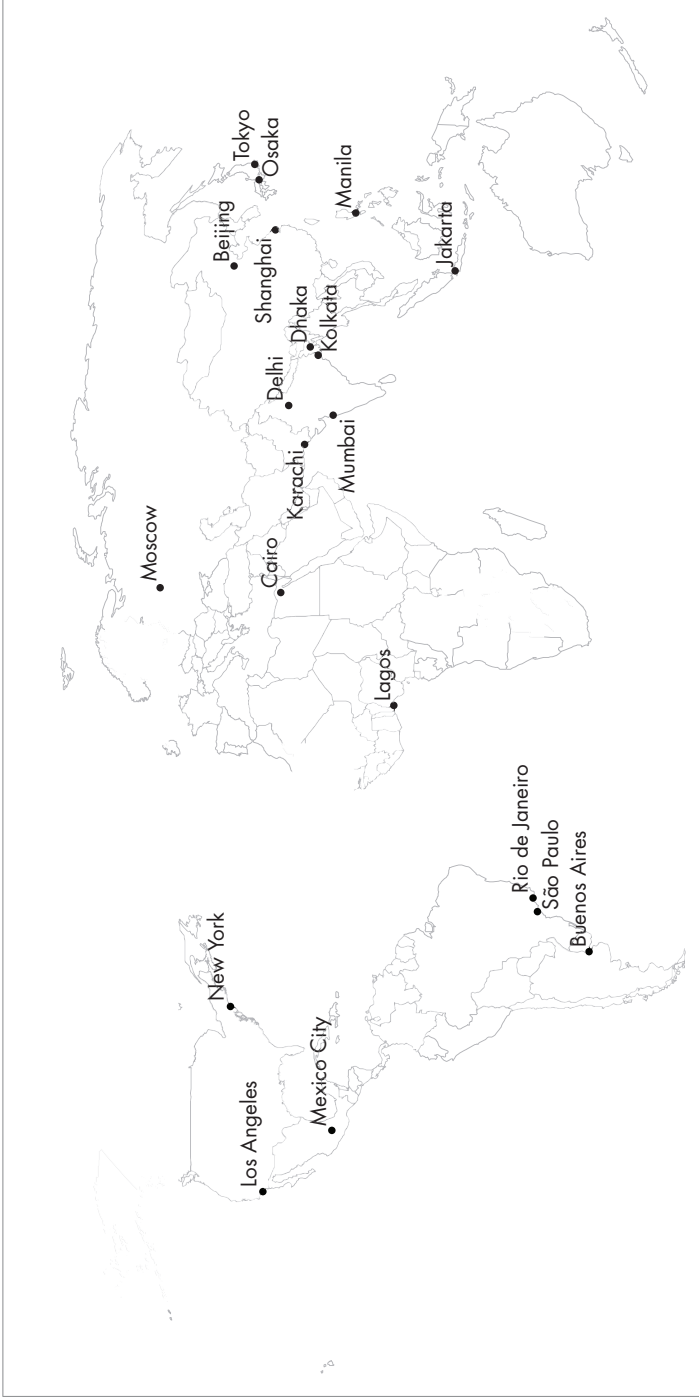 Moscow
New York
Los Angeles
Mexico City
Cairo
Karachi
Delhi
Mumbai
Dhaka
Kolkata
Beijing
Shanghai
Tokyo
Osaka
Manila
Lagos
Jakarta
Rio de Janeiro
São Paulo
Buenos Aires